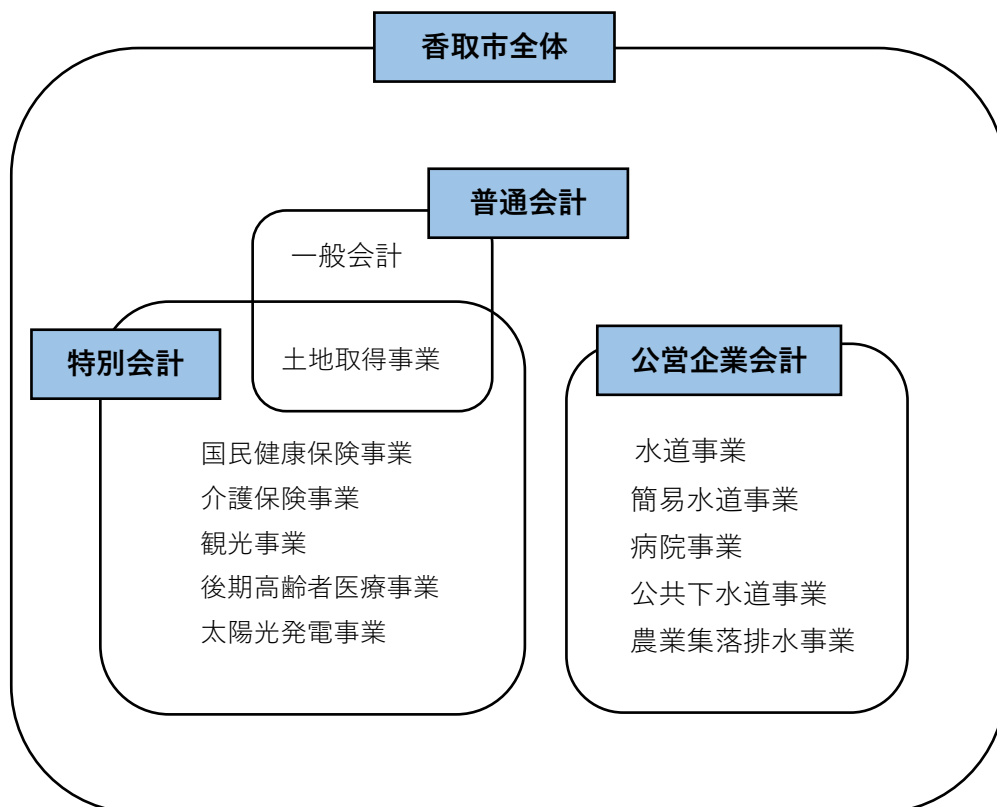 香取市全体
普通会計
一般会計
特別会計
土地取得事業
国民健康保険事業
介護保険事業
観光事業
後期高齢者医療事業
太陽光発電事業
公営企業会計
水道事業
簡易水道事業
病院事業
公共下水道事業
農業集落排水事業